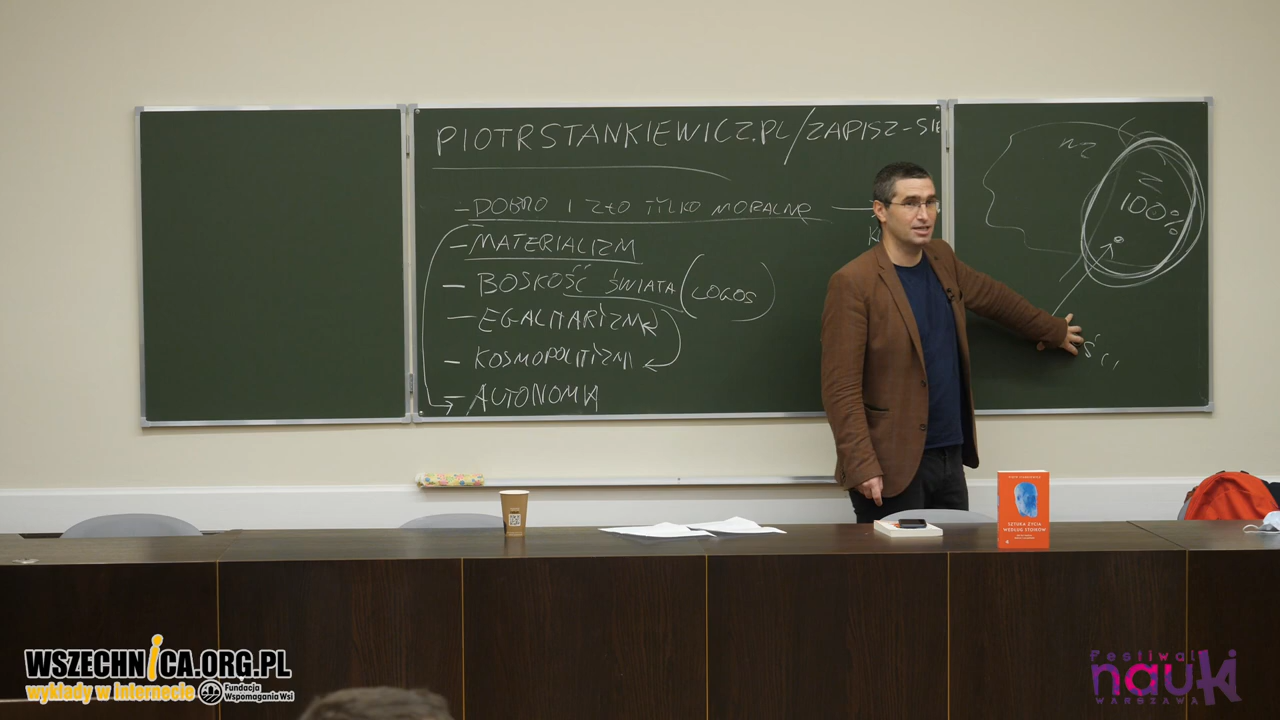 PIOTRSTANKIEWICZ.PL/ZAPISZ-SIĘ
- DOBRO I ZŁO TYLKO MORALNE
- MATERIALIZM
- BOSKOŚĆ ŚWIATA (LOGOS)
- EGALITARYZM
- KOSMOPOLITYZM
- AUTONOMIA
100%
SZTUKA ŻYCIA
WEDŁUG STOIKÓW
WSZECHNICA.ORG.PL
wykłady w internecie
Fundacja
Wspomagania Wsi
Festiwal
nauki
WARSZAWA